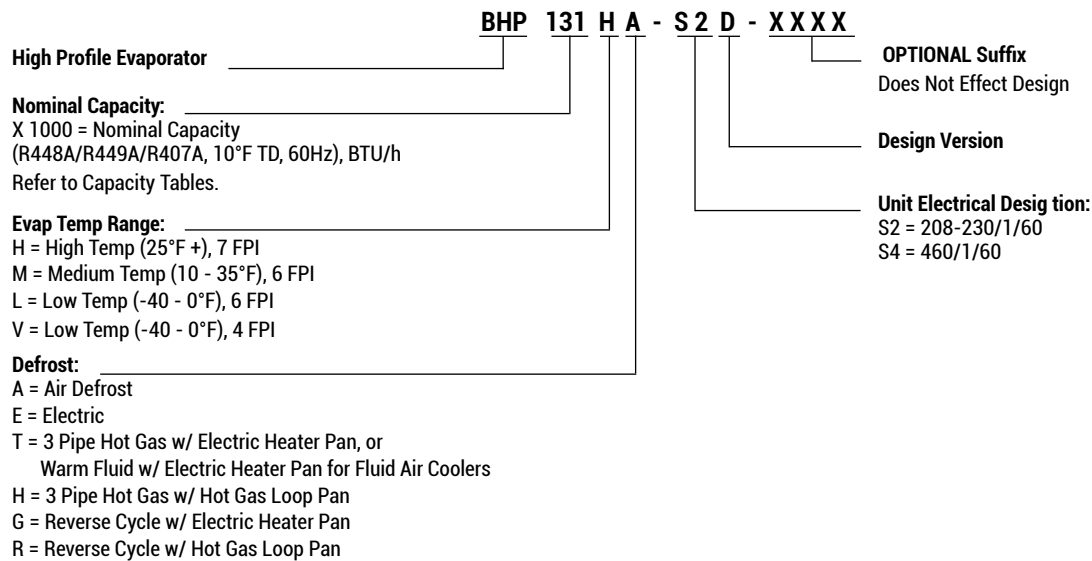 BHP 131 H A - S 2 D - X X X X
High Profile Evaporator
Nominal Capacity:
X 1000 = Nominal Capacity
(R448A/R449A/R407A, 10°F TD, 60Hz), BTU/h
Refer to Capacity Tables.
Evap Temp Range:
H = High Temp (25°F +), 7 FPI
M = Medium Temp (10 - 35°F), 6 FPI
L = Low Temp (-40 - 0°F), 6 FPI
V = Low Temp (-40 - 0°F), 4 FPI
Defrost:
A = Air Defrost
E = Electric
T = 3 Pipe Hot Gas w/ Electric Heater Pan, or
Warm Fluid w/ Electric Heater Pan for Fluid Air Coolers
H = 3 Pipe Hot Gas w/ Hot Gas Loop Pan
G = Reverse Cycle w/ Electric Heater Pan
R = Reverse Cycle w/ Hot Gas Loop Pan
OPTIONAL Suffix
Does Not Effect Design
Design Version
Unit Electrical Desig tion:
S2 = 208-230/1/60
S4 = 460/1/60